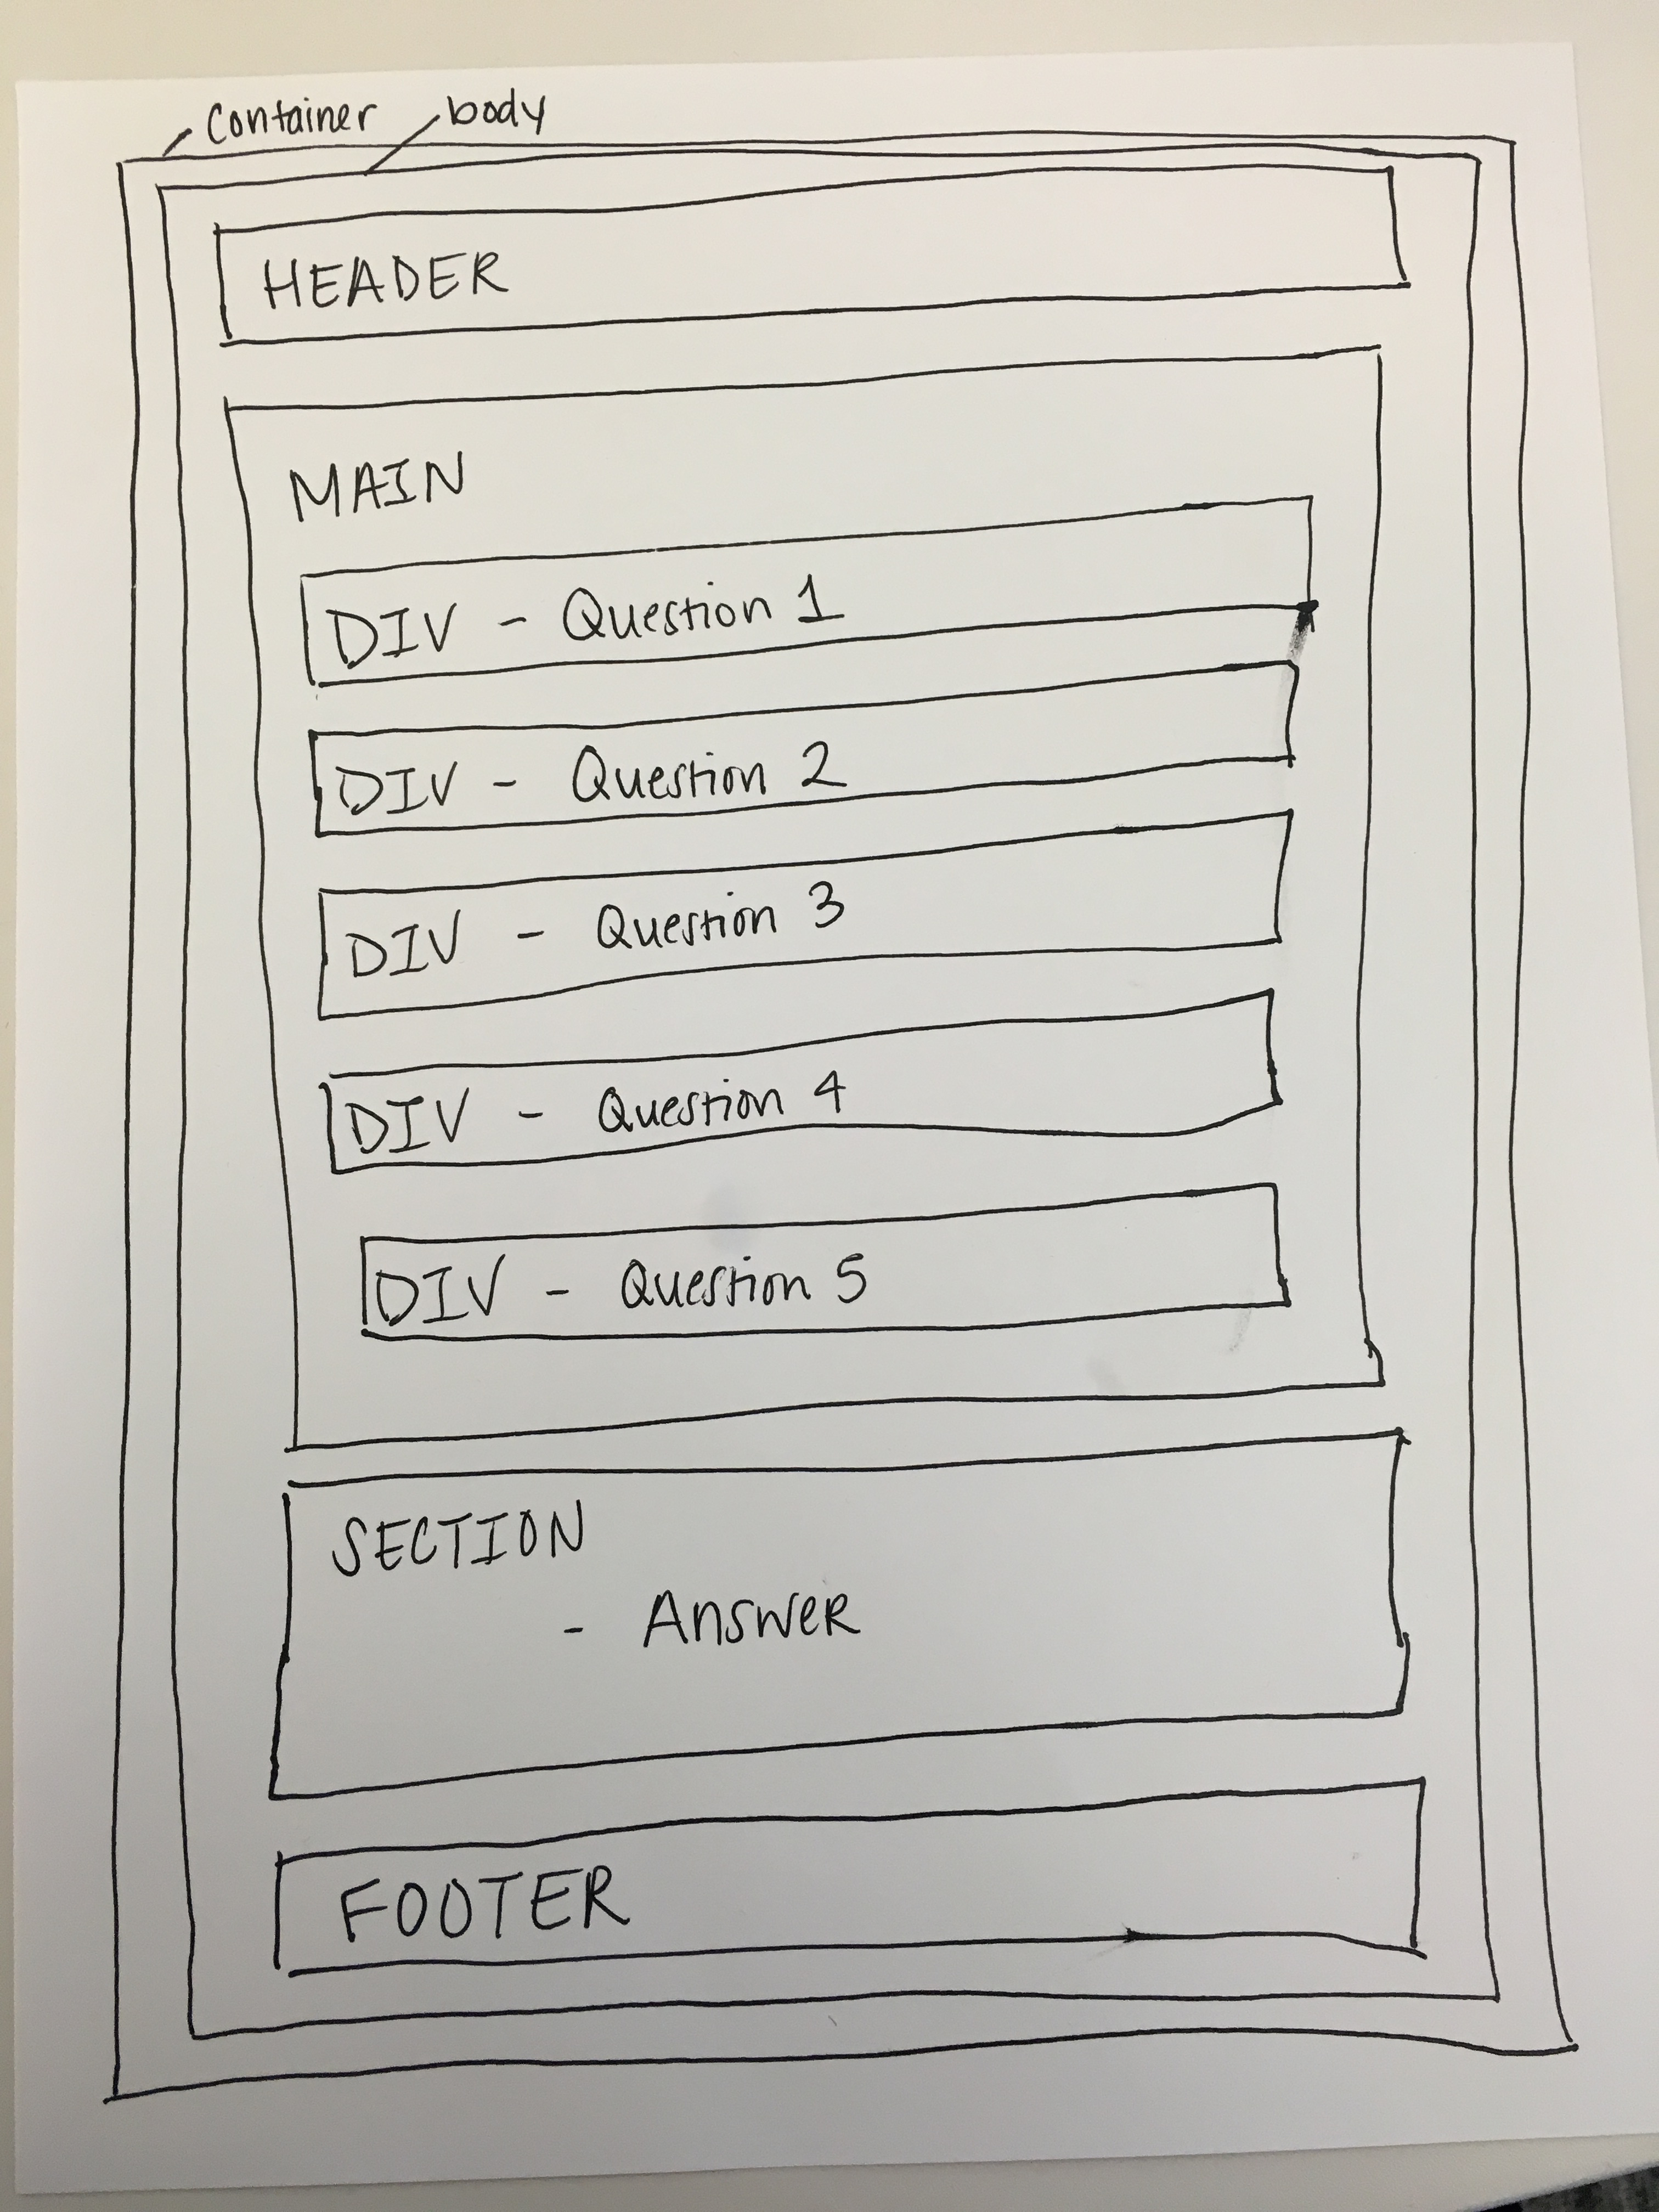 Container body
HEADER
MAIN
DIV - Question 1
DIV - Question 2
DIV - Question 3
DIV - Question 4
DIV - Question 5
SECTION
- Answer
FOOTER